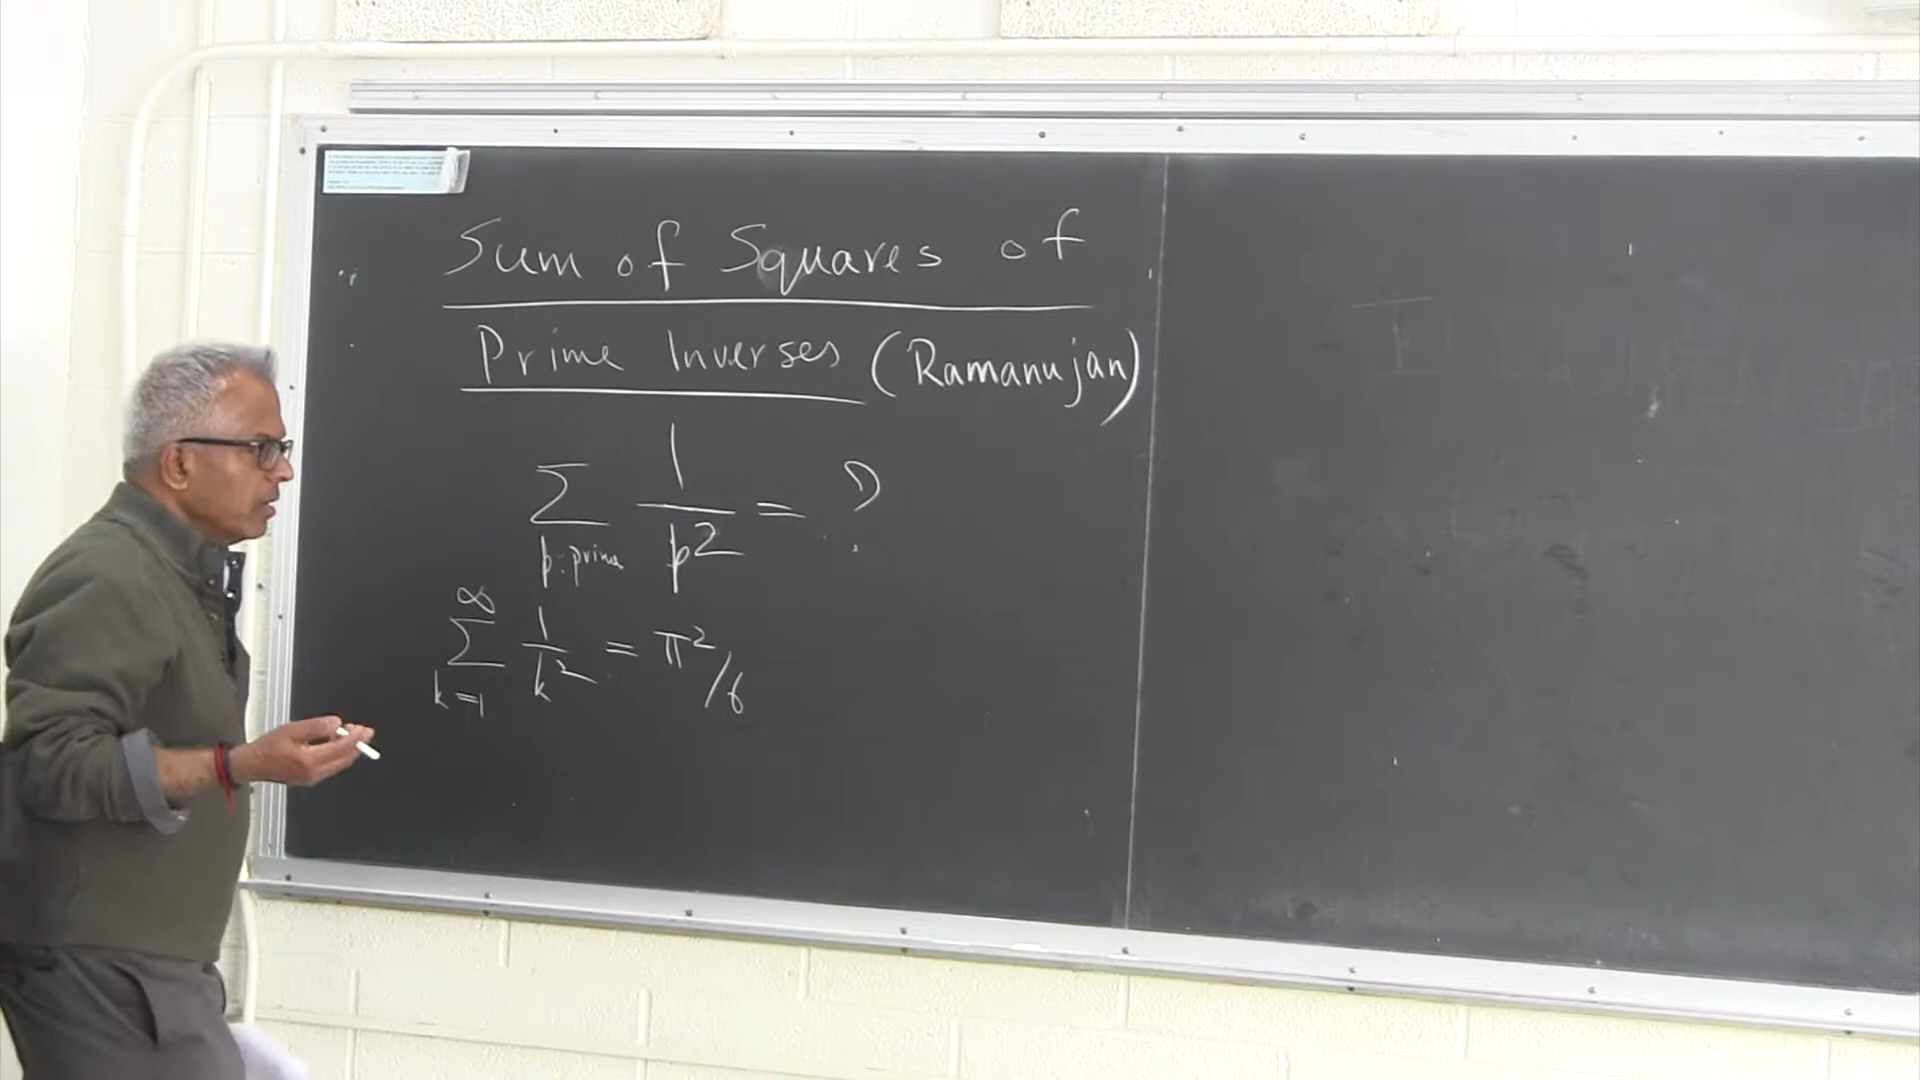 Sum of Squares of
Prime Inverses (Ramanujan)
∑ 1/p² = ?
p: prime
∞
∑ 1/k² = π²/6
k=1